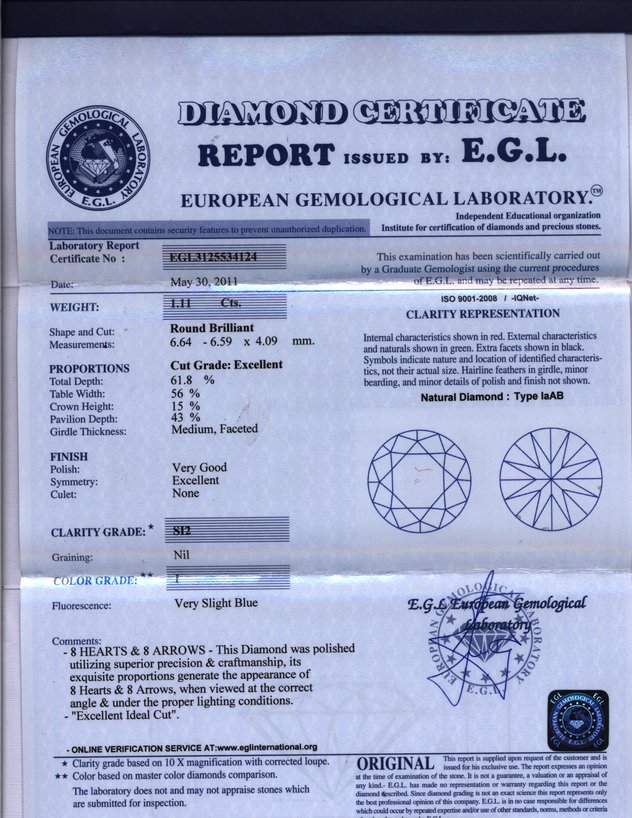 DIAMOND CERTIFICATE
REPORT ISSUED BY: E.G.L.
EUROPEAN GEMOLOGICAL LABORATORY E.G.L.
EUROPEAN GEMOLOGICAL LABORATORY.™
Independent Educational organization
Institute for certification of diamonds and precious stones.
NOTE: This document contains security features to prevent unauthorized duplication.
Laboratory Report
Certificate No : EGL3125534124
Date: May 30, 2011
WEIGHT: 1.11 Cts.
Shape and Cut: Round Brilliant
Measurements: 6.64 - 6.59 x 4.09 mm.
PROPORTIONS Cut Grade: Excellent
Total Depth: 61.8 %
Table Width: 56 %
Crown Height: 15 %
Pavilion Depth: 43 %
Girdle Thickness: Medium, Faceted
FINISH
Polish: Very Good
Symmetry: Excellent
Culet: None
CLARITY GRADE: * SI2
Graining: Nil
COLOR GRADE: ** I
Fluorescence: Very Slight Blue
Comments:
- 8 HEARTS & 8 ARROWS - This Diamond was polished
utilizing superior precision & craftmanship, its
exquisite proportions generate the appearance of
8 Hearts & 8 Arrows, when viewed at the correct
angle & under the proper lighting conditions.
- "Excellent Ideal Cut".
- ONLINE VERIFICATION SERVICE AT:www.eglinternational.org
★ Clarity grade based on 10 X magnification with corrected loupe.
★★ Color based on master color diamonds comparison.
The laboratory does not and may not appraise stones which
are submitted for inspection.
This examination has been scientifically carried out
by a Graduate Gemologist using the current procedures
of E.G.L. and may be repeated at any time.
ISO 9001-2008 / -IQNet-
CLARITY REPRESENTATION
Internal characteristics shown in red. External characteristics
and naturals shown in green. Extra facets shown in black.
Symbols indicate nature and location of identified characteris-
tics, not their actual size. Hairline feathers in girdle, minor
bearding, and minor details of polish and finish not shown.
Natural Diamond : Type IaAB
E.G.L European Gemological
Laboratory
EUROPEAN GEMOLOGICAL LABORATORY E.G.L.
EGL EGL
E.G.L.
ORIGINAL This report is supplied upon request of the customer and is
issued for his exclusive use. The report expresses an opinion
at the time of examination of the stone. It is not a guarantee, a valuation or an appraisal of
any kind.- E.G.L. has made no representation or warranty regarding this report or the
diamond described. Since diamond grading is not an exact science this report represents only
the best professional opinion of this company. E.G.L. is in no case responsible for differences
which could occur by repeated expertise and/or use of other standards, norms, methods or criteria